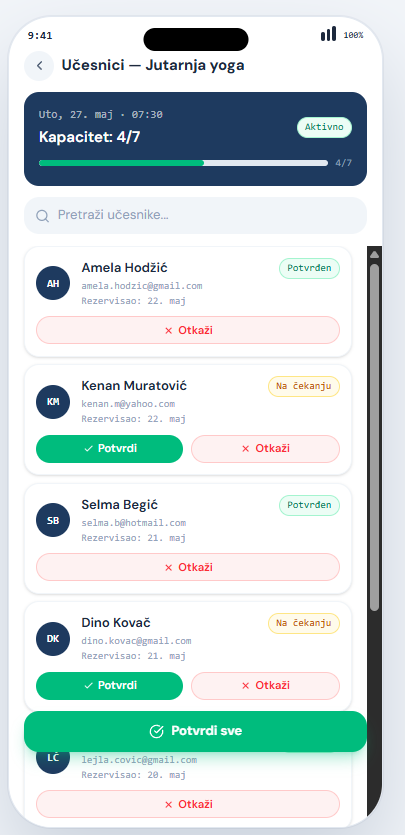 9:41
100%
Učesnici — Jutarnja yoga
Uto, 27. maj · 07:30
Kapacitet: 4/7
Aktivno
4/7
Pretraži učesnike...
AH
Amela Hodžić
Potvrđen
amela.hodzic@gmail.com
Rezervisao: 22. maj
× Otkaži
KM
Kenan Muratović
Na čekanju
kenan.m@yahoo.com
Rezervisao: 22. maj
✓ Potvrdi
× Otkaži
SB
Selma Begić
Potvrđen
selma.b@hotmail.com
Rezervisao: 21. maj
× Otkaži
DK
Dino Kovač
Na čekanju
dino.kovac@gmail.com
Rezervisao: 21. maj
✓ Potvrdi
× Otkaži
Potvrdi sve
LČ
lejla.covic@gmail.com
Rezervisao: 20. maj
× Otkaži